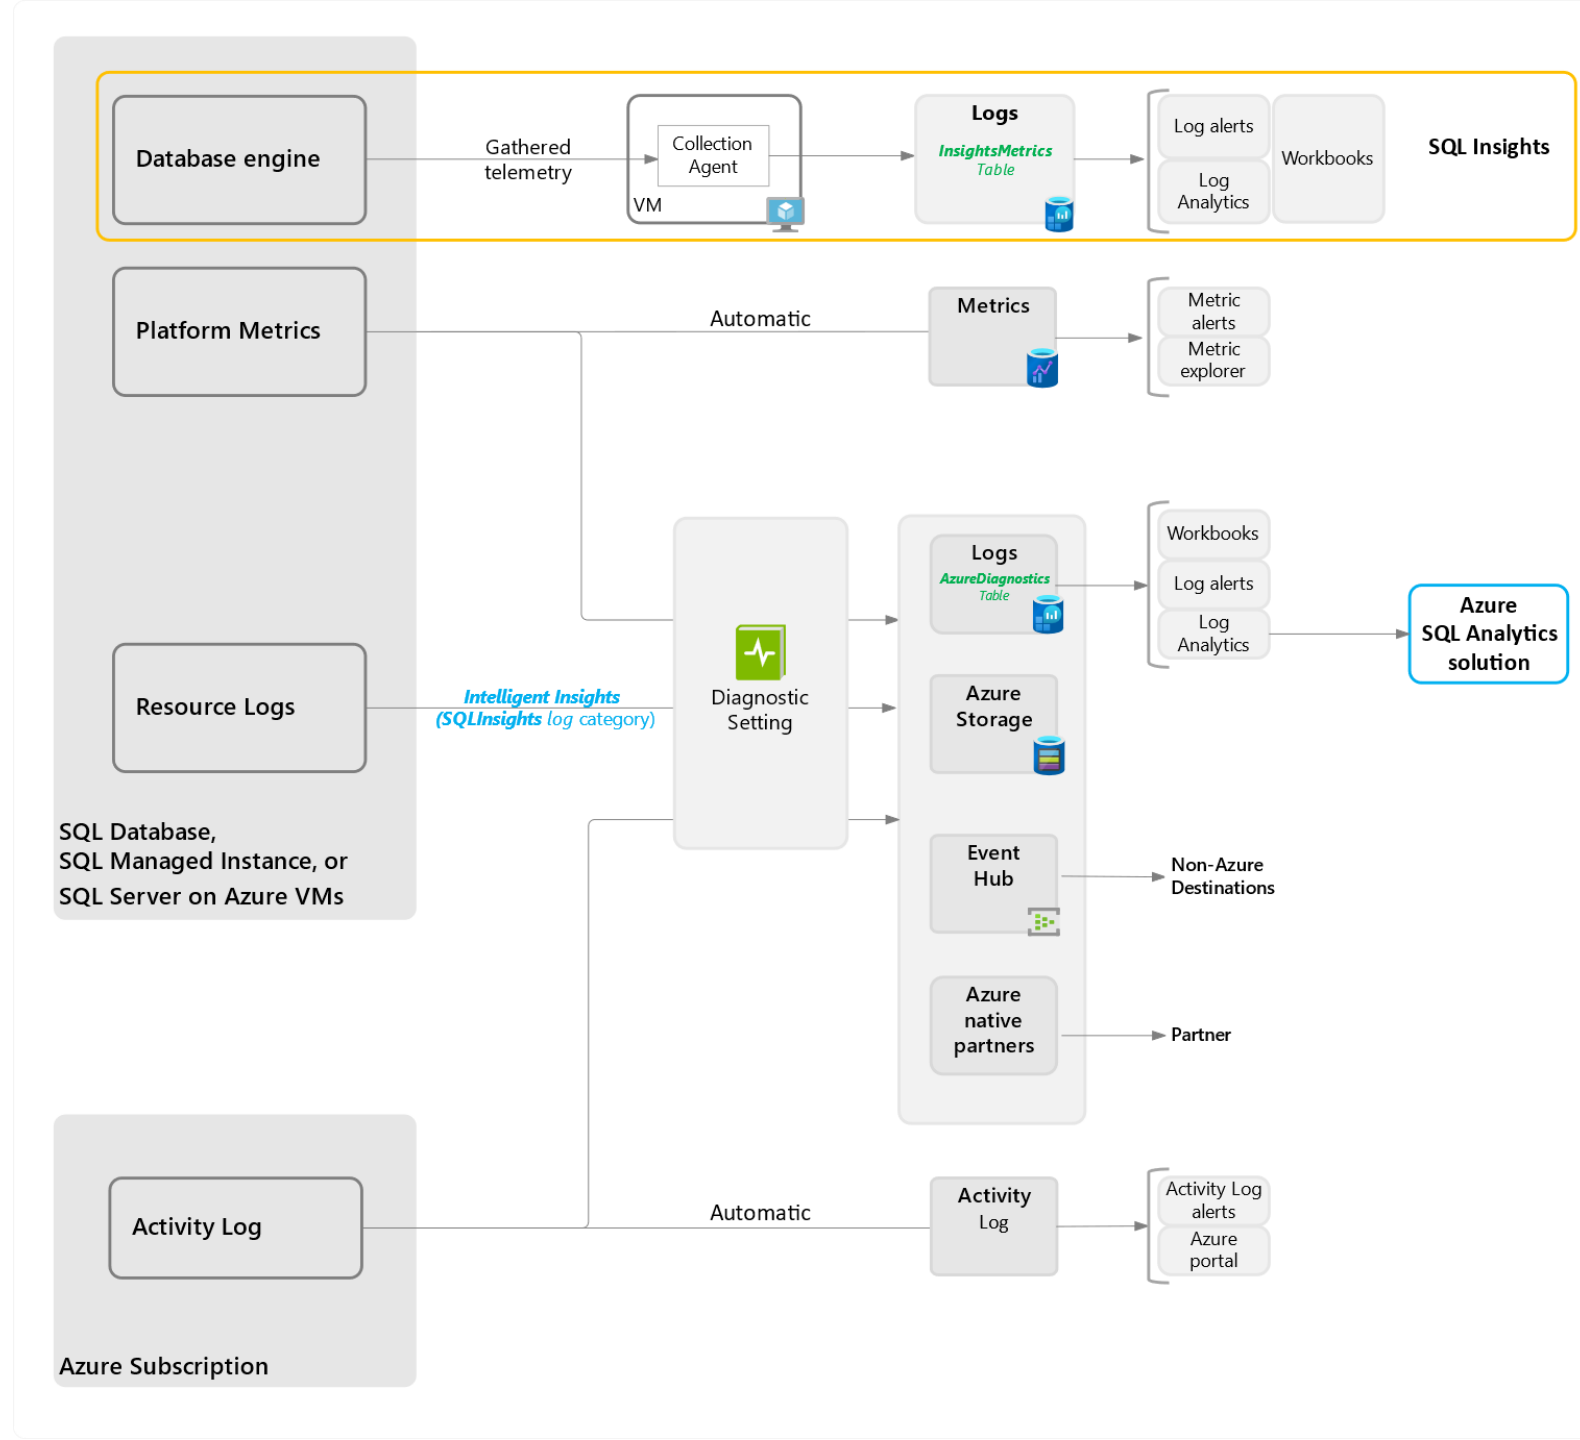 Database engine
Gathered
telemetry
Collection
Agent
VM
Logs
InsightsMetrics
Table
Log alerts
Log
Analytics
Workbooks
SQL Insights
Platform Metrics
Automatic
Metrics
Metric
alerts
Metric
explorer
Resource Logs
Intelligent Insights
(SQLInsights log category)
Diagnostic
Setting
Logs
AzureDiagnostics
Table
Workbooks
Log alerts
Log
Analytics
Azure
SQL Analytics
solution
Azure
Storage
Event
Hub
Non-Azure
Destinations
Azure
native
partners
Partner
SQL Database,
SQL Managed Instance, or
SQL Server on Azure VMs
Activity Log
Automatic
Activity
Log
Activity Log
alerts
Azure
portal
Azure Subscription